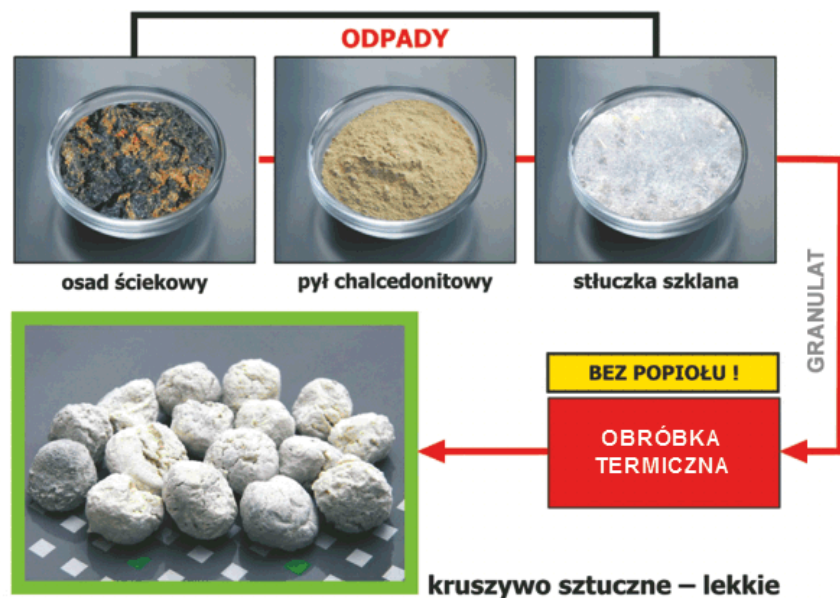 ODPADY
osad ściekowy
pył chalcedonitowy
stłuczka szklana
GRANULAT
BEZ POPIOŁU !
OBRÓBKA
TERMICZNA
kruszywo sztuczne – lekkie